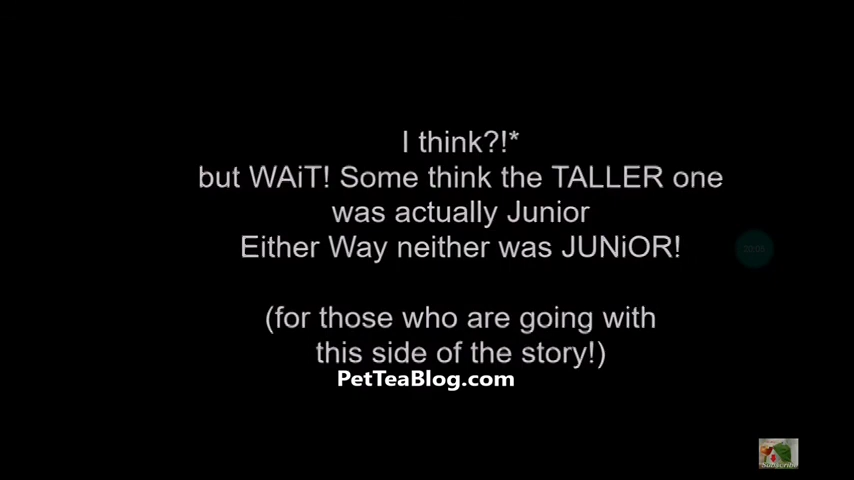 I think?!*
but WAiT! Some think the TALLER one
was actually Junior
Either Way neither was JUNiOR!
(for those who are going with
this side of the story!)
PetTeaBlog.com
Subscribe